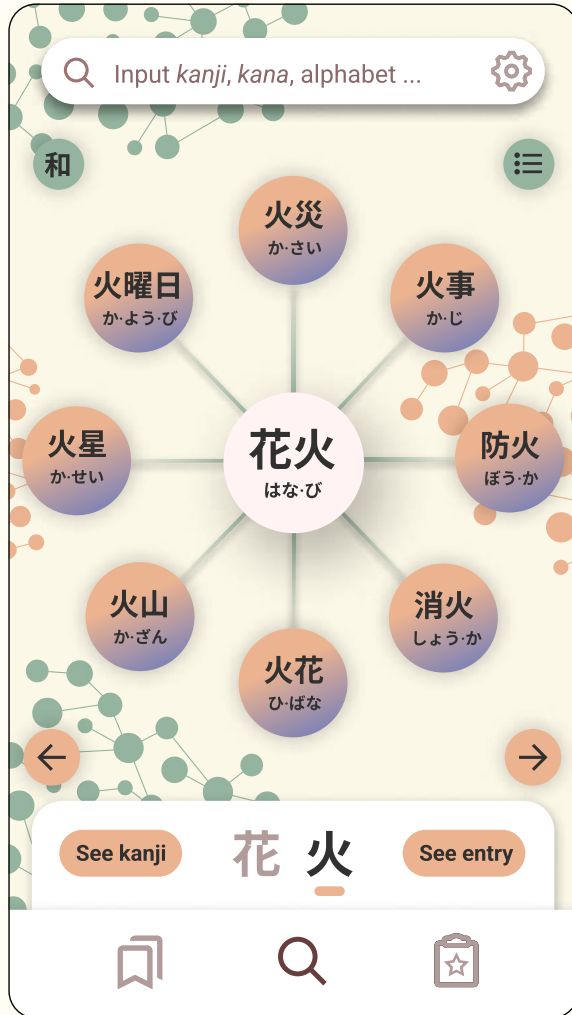 Input kanji, kana, alphabet ...
和
火災
か·さい
火曜日
か·よう·び
火事
か·じ
火星
か·せい
花火
はな·び
防火
ぼう·か
火山
か·ざん
消火
しょう·か
火花
ひ·ばな
See kanji
花 火
See entry